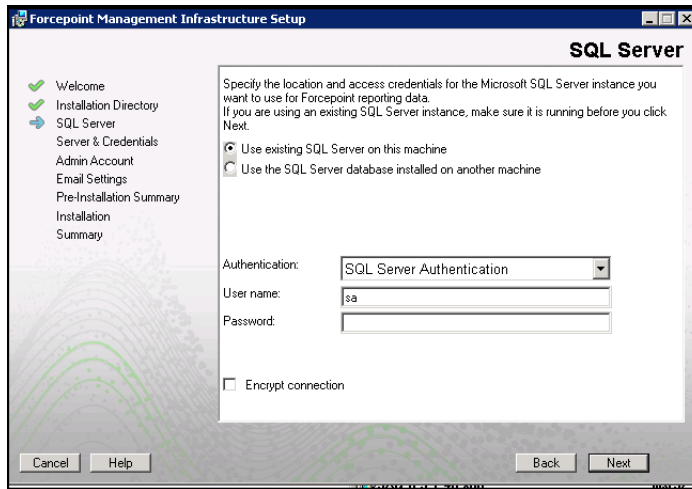 Forcepoint Management Infrastructure Setup
SQL Server
Welcome
Installation Directory
SQL Server
Server & Credentials
Admin Account
Email Settings
Pre-Installation Summary
Installation
Summary
Specify the location and access credentials for the Microsoft SQL Server instance you
want to use for Forcepoint reporting data.
If you are using an existing SQL Server instance, make sure it is running before you click
Next.
Use existing SQL Server on this machine
Use the SQL Server database installed on another machine
Authentication:
SQL Server Authentication
User name:
sa
Password:
Encrypt connection
Cancel
Help
Back
Next